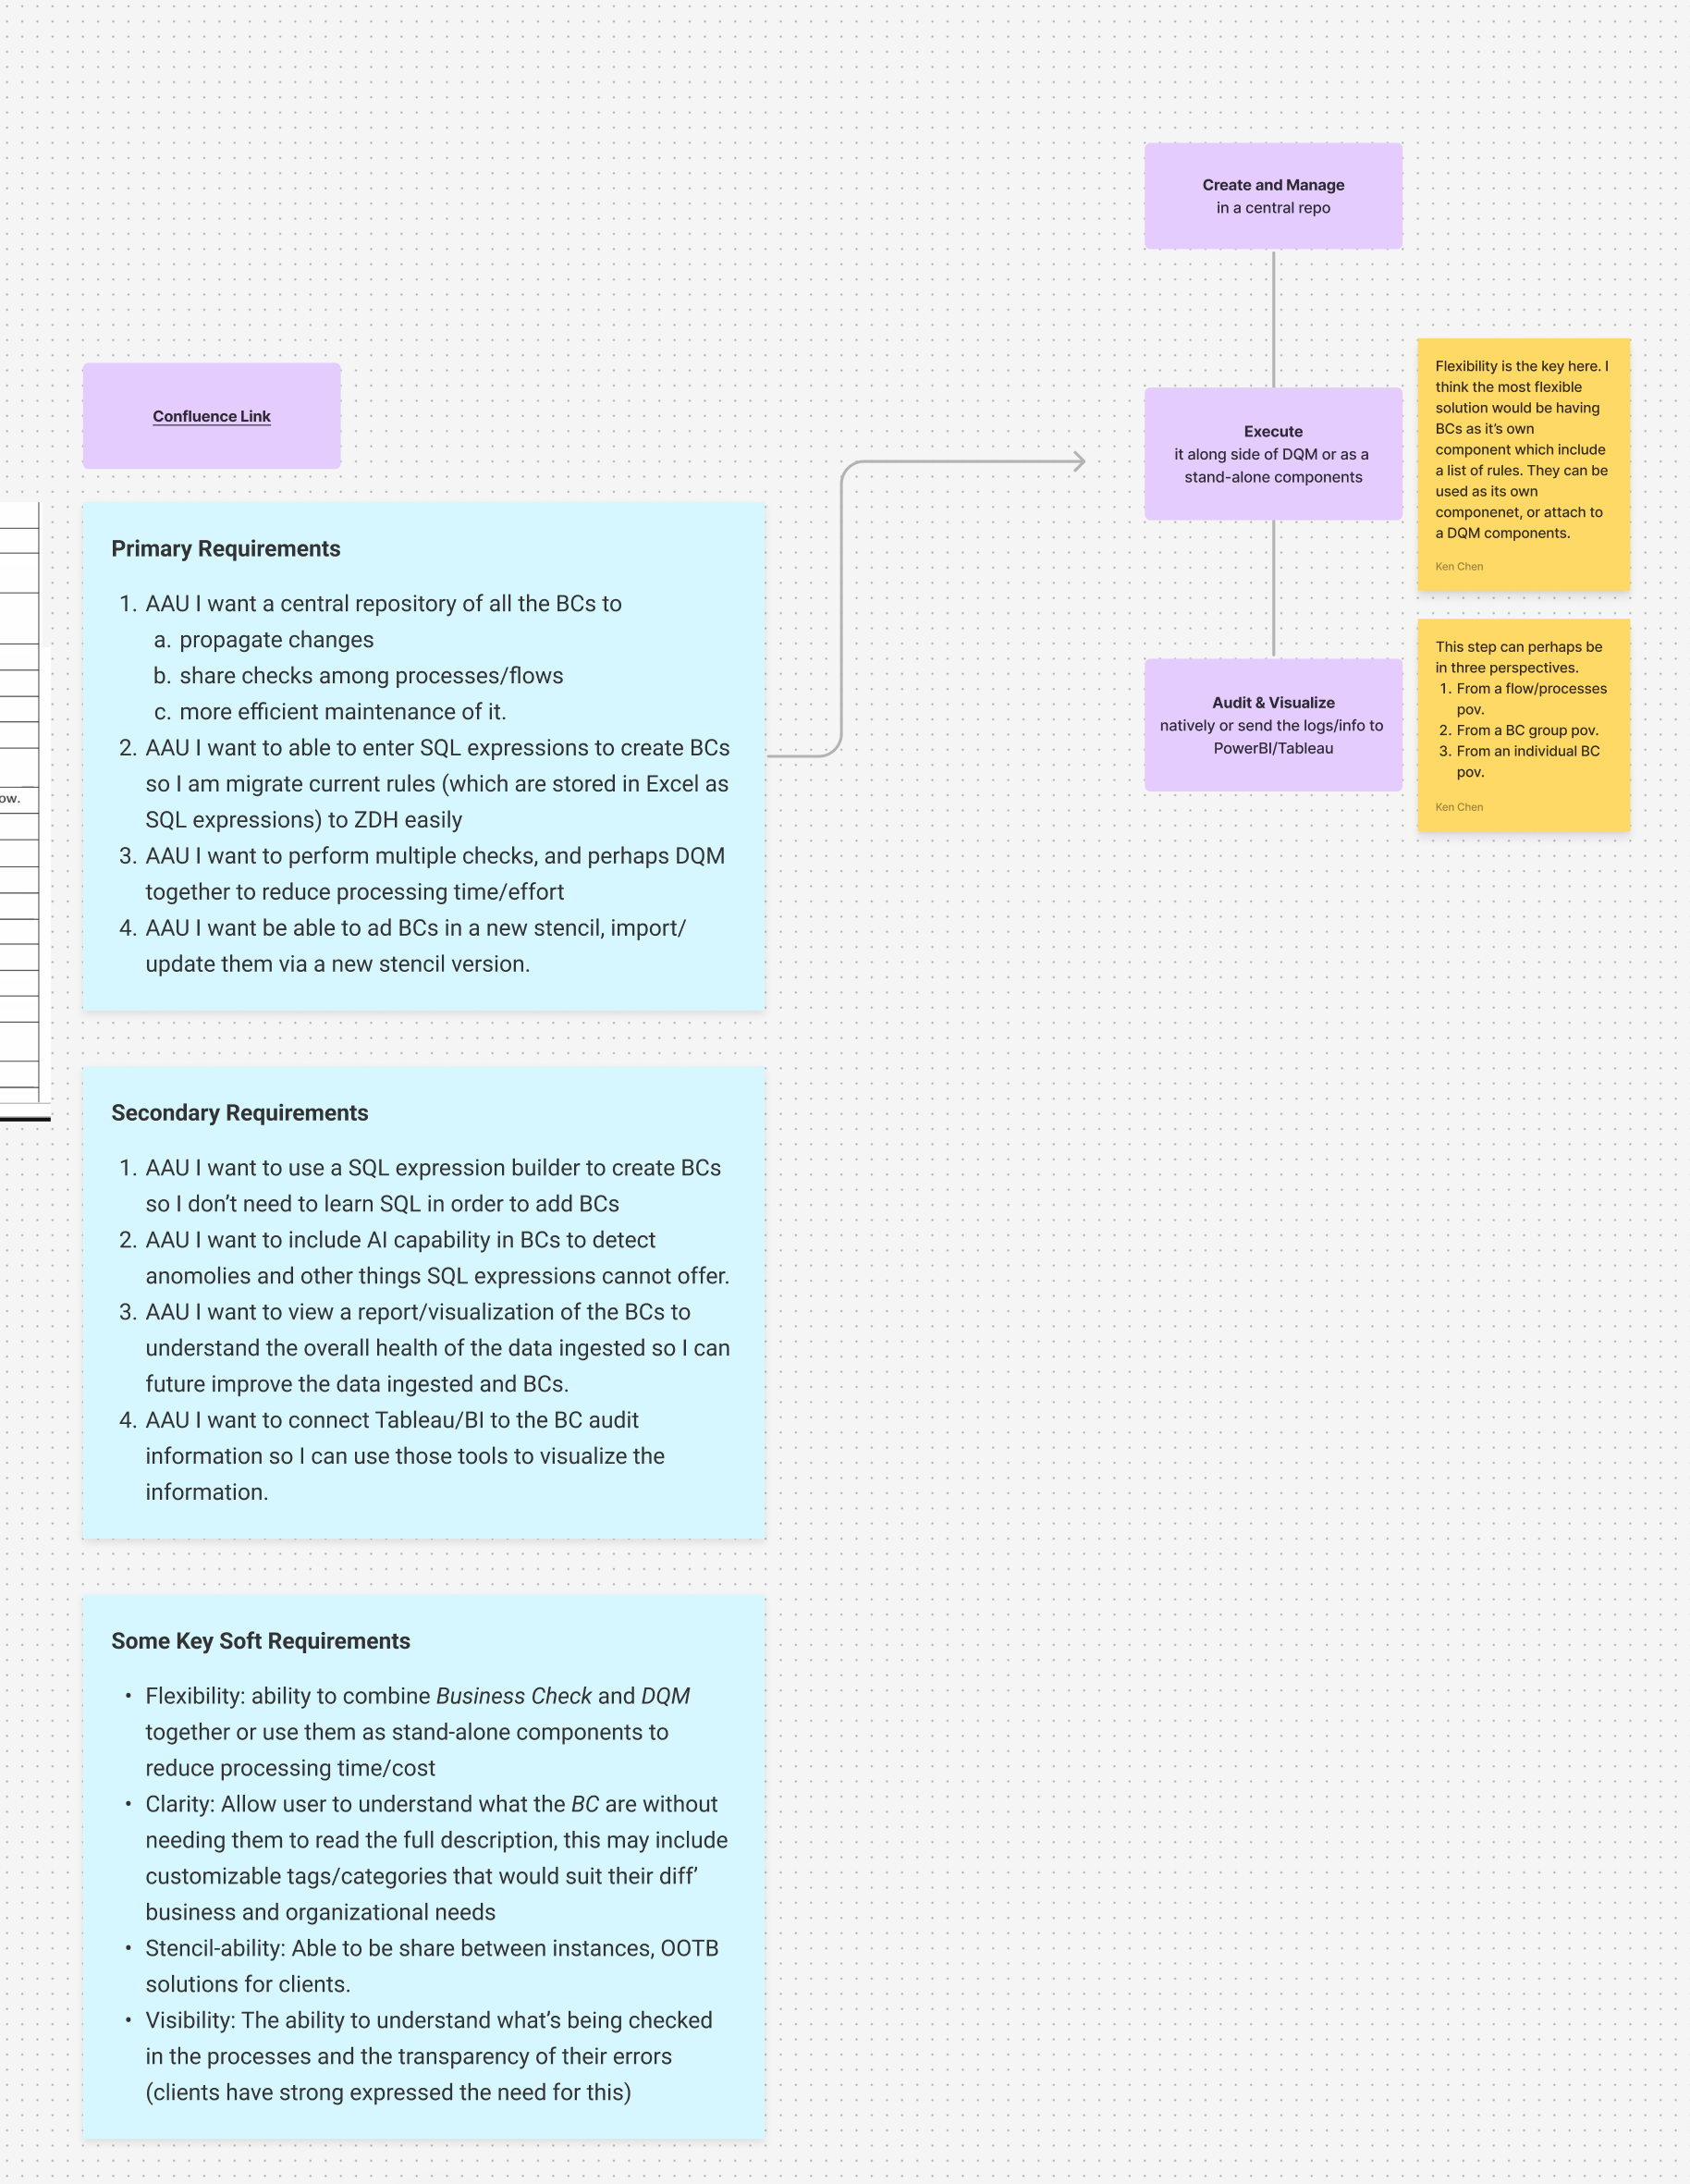 Confluence Link
ow.
Primary Requirements
1. AAU I want a central repository of all the BCs to
a. propagate changes
b. share checks among processes/flows
c. more efficient maintenance of it.
2. AAU I want to able to enter SQL expressions to create BCs
so I am migrate current rules (which are stored in Excel as
SQL expressions) to ZDH easily
3. AAU I want to perform multiple checks, and perhaps DQM
together to reduce processing time/effort
4. AAU I want be able to ad BCs in a new stencil, import/
update them via a new stencil version.
Secondary Requirements
1. AAU I want to use a SQL expression builder to create BCs
so I don’t need to learn SQL in order to add BCs
2. AAU I want to include AI capability in BCs to detect
anomolies and other things SQL expressions cannot offer.
3. AAU I want to view a report/visualization of the BCs to
understand the overall health of the data ingested so I can
future improve the data ingested and BCs.
4. AAU I want to connect Tableau/BI to the BC audit
information so I can use those tools to visualize the
information.
Some Key Soft Requirements
• Flexibility: ability to combine Business Check and DQM
together or use them as stand-alone components to
reduce processing time/cost
• Clarity: Allow user to understand what the BC are without
needing them to read the full description, this may include
customizable tags/categories that would suit their diff’
business and organizational needs
• Stencil-ability: Able to be share between instances, OOTB
solutions for clients.
• Visibility: The ability to understand what’s being checked
in the processes and the transparency of their errors
(clients have strong expressed the need for this)
Create and Manage
in a central repo
Execute
it along side of DQM or as a
stand-alone components
Flexibility is the key here. I
think the most flexible
solution would be having
BCs as it’s own
component which include
a list of rules. They can be
used as its own
componenet, or attach to
a DQM components.
Ken Chen
Audit & Visualize
natively or send the logs/info to
PowerBI/Tableau
This step can perhaps be
in three perspectives.
1. From a flow/processes
pov.
2. From a BC group pov.
3. From an individual BC
pov.
Ken Chen